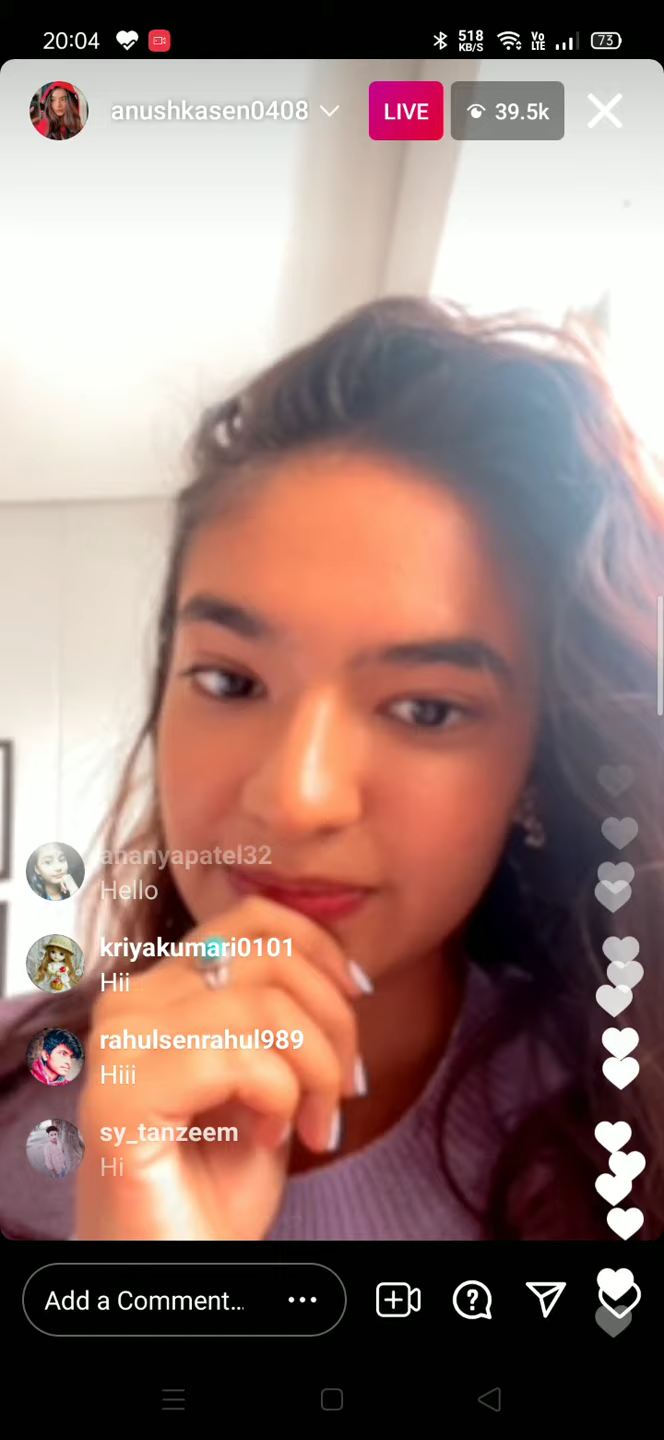 20:04
518
KB/S
Vo
LTE
73
anushkasen0408
LIVE
39.5k
ananyapatel32
Hello
kriyakumari0101
Hii
rahulsenrahul989
Hiii
sy_tanzeem
Hi
Add a Comment...